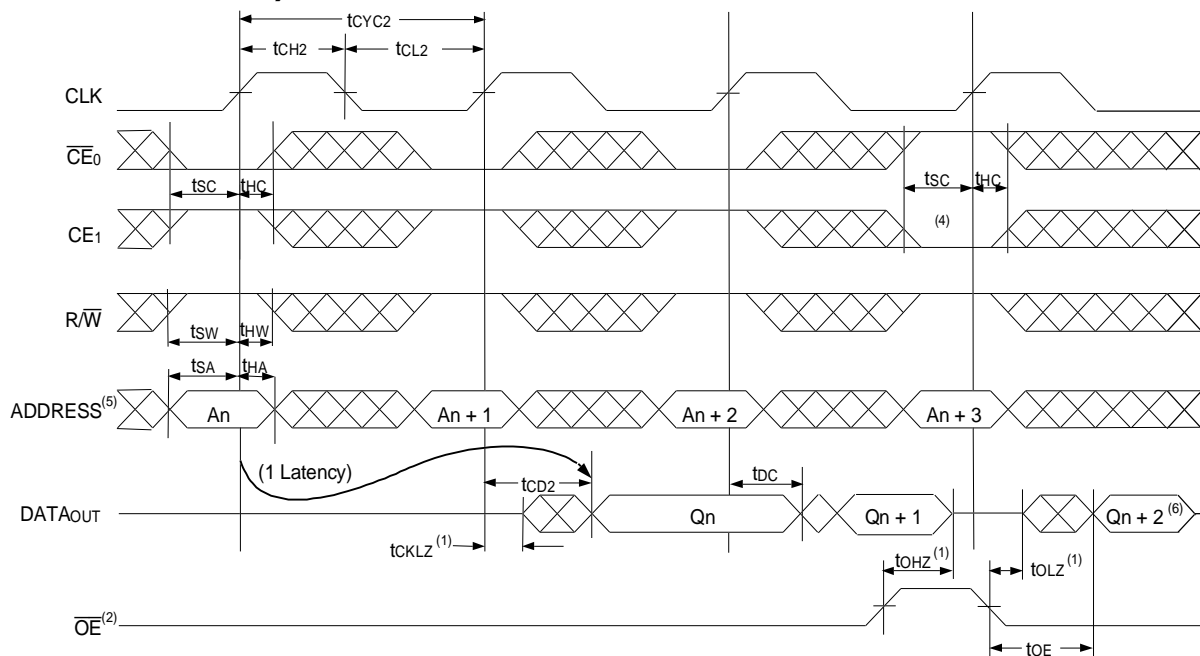 tCYC2
tCH2 tCL2
CLK
CE0
tSC tHC tSC tHC
CE1 (4)
R/W
tSW tHW
tSA tHA
ADDRESS(5) An An + 1 An + 2 An + 3
(1 Latency) tCD2 tDC
DATAOUT Qn Qn + 1 Qn + 2 (6)
tCKLZ (1) tOHZ (1) tOLZ (1)
OE(2)
tOE